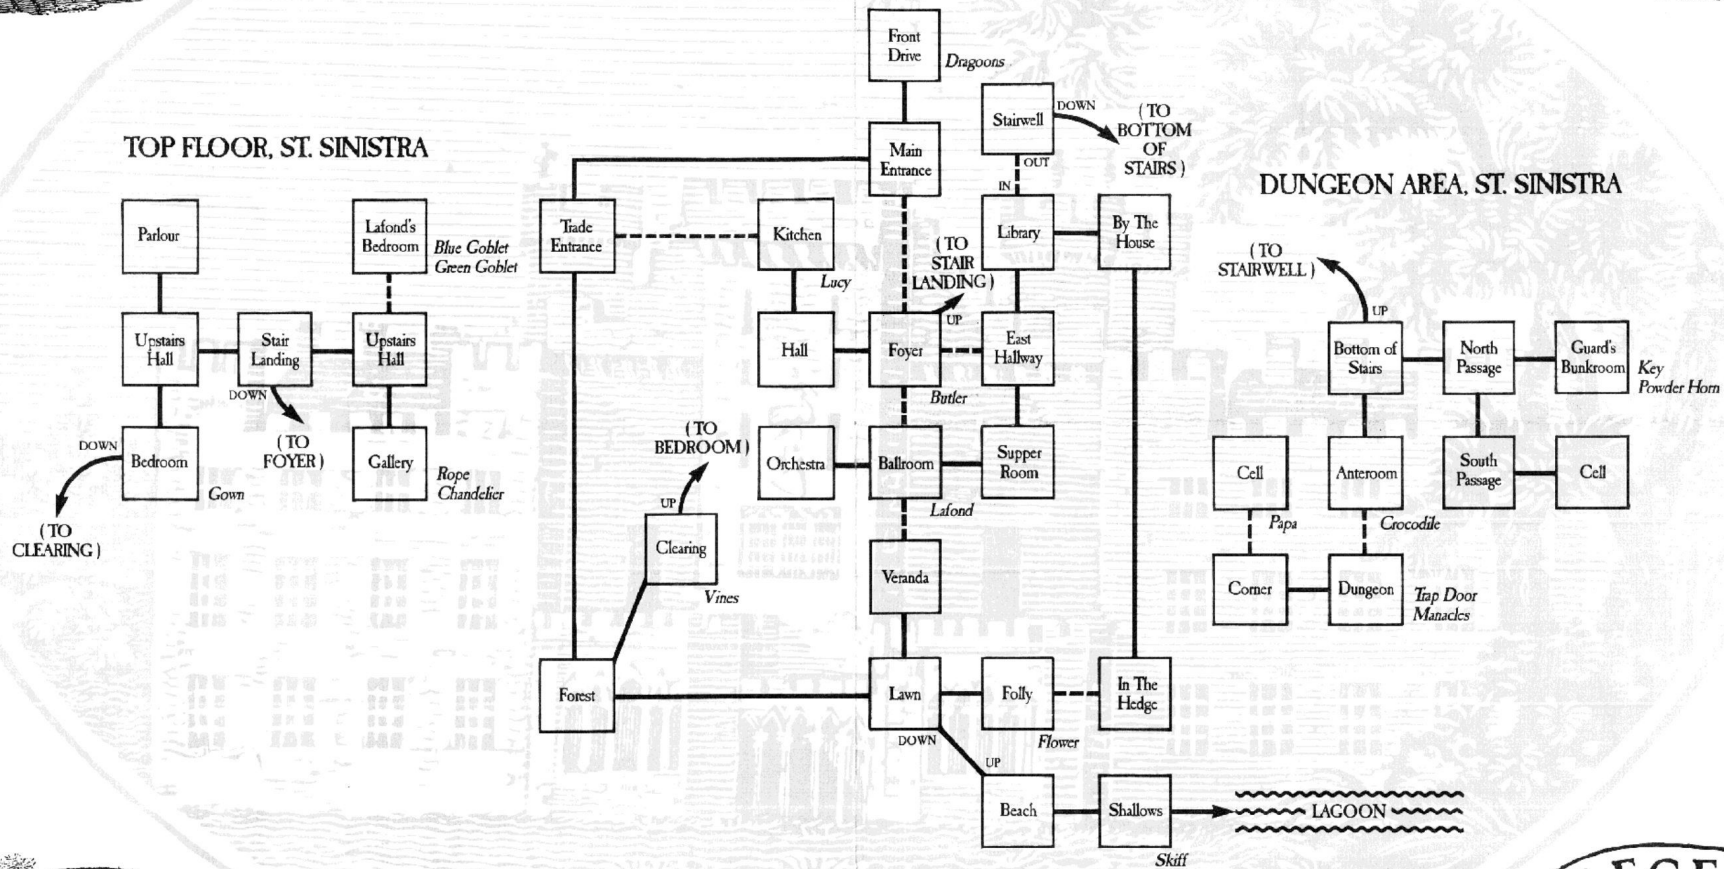 Front
Drive
Dragoons
Stairwell
DOWN
( TO
BOTTOM
OF
STAIRS )
OUT
IN
Main
Entrance
TOP FLOOR, ST. SINISTRA
DUNGEON AREA, ST. SINISTRA
Parlour
Lafond's
Bedroom
Blue Goblet
Green Goblet
Trade
Entrance
Kitchen
Lucy
( TO
STAIR
LANDING )
UP
Library
By The
House
( TO
STAIRWELL )
UP
Upstairs
Hall
Stair
Landing
DOWN
( TO
FOYER )
Upstairs
Hall
Hall
Foyer
Butler
East
Hallway
Bottom of
Stairs
North
Passage
Guard's
Bunkroom
Key
Powder Horn
DOWN
( TO
CLEARING )
Bedroom
Gown
Gallery
Rope
Chandelier
( TO
BEDROOM )
UP
Orchestra
Ballroom
Lafond
Supper
Room
Cell
Papa
Anteroom
Crocodile
South
Passage
Cell
Clearing
Vines
Veranda
Corner
Dungeon
Trap Door
Manacles
Forest
Lawn
DOWN
Folly
Flower
In The
Hedge
UP
Beach
Shallows
Skiff
LAGOON